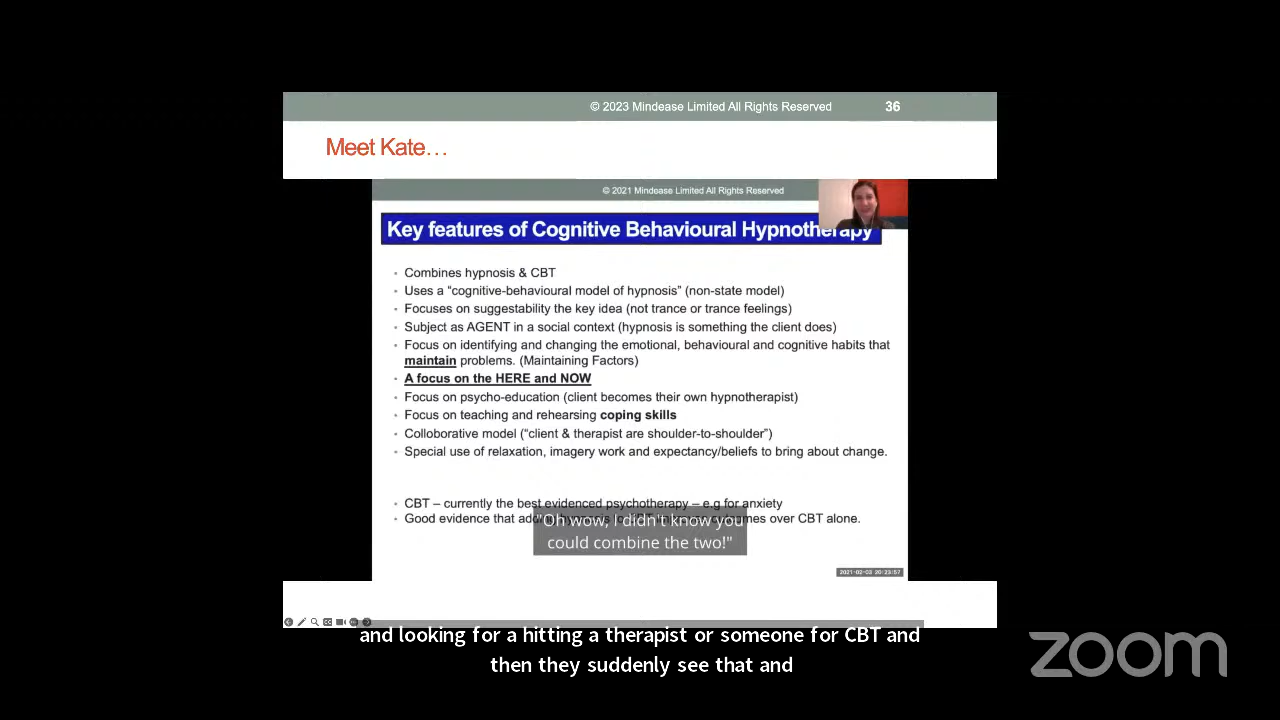 © 2023 Mindease Limited All Rights Reserved 36
Meet Kate…
© 2021 Mindease Limited All Rights Reserved
Key features of Cognitive Behavioural Hypnotherapy
Combines hypnosis & CBT
Uses a “cognitive-behavioural model of hypnosis” (non-state model)
Focuses on suggestability the key idea (not trance or trance feelings)
Subject as AGENT in a social context (hypnosis is something the client does)
Focus on identifying and changing the emotional, behavioural and cognitive habits that
maintain problems. (Maintaining Factors)
A focus on the HERE and NOW
Focus on psycho-education (client becomes their own hypnotherapist)
Focus on teaching and rehearsing coping skills
Colloborative model (“client & therapist are shoulder-to-shoulder”)
Special use of relaxation, imagery work and expectancy/beliefs to bring about change.
CBT – currently the best evidenced psychotherapy – e.g for anxiety
Good evidence that over CBT alone.
"Oh wow, I didn't know you
could combine the two!"
2021-02-03 20:23:57
and looking for a hitting a therapist or someone for CBT and
then they suddenly see that and
zoom